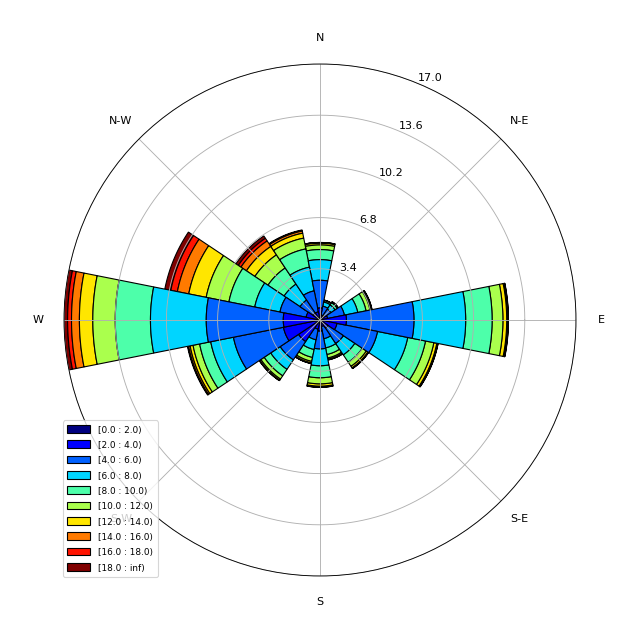 N
17.0
N-W
N-E
13.6
10.2
6.8
3.4
W
E
[0.0 : 2.0)
[2.0 : 4.0)
[4.0 : 6.0)
[6.0 : 8.0)
[8.0 : 10.0)
[10.0 : 12.0)
[12.0 : 14.0)
[14.0 : 16.0)
[16.0 : 18.0)
[18.0 : inf)
S-W
S-E
S